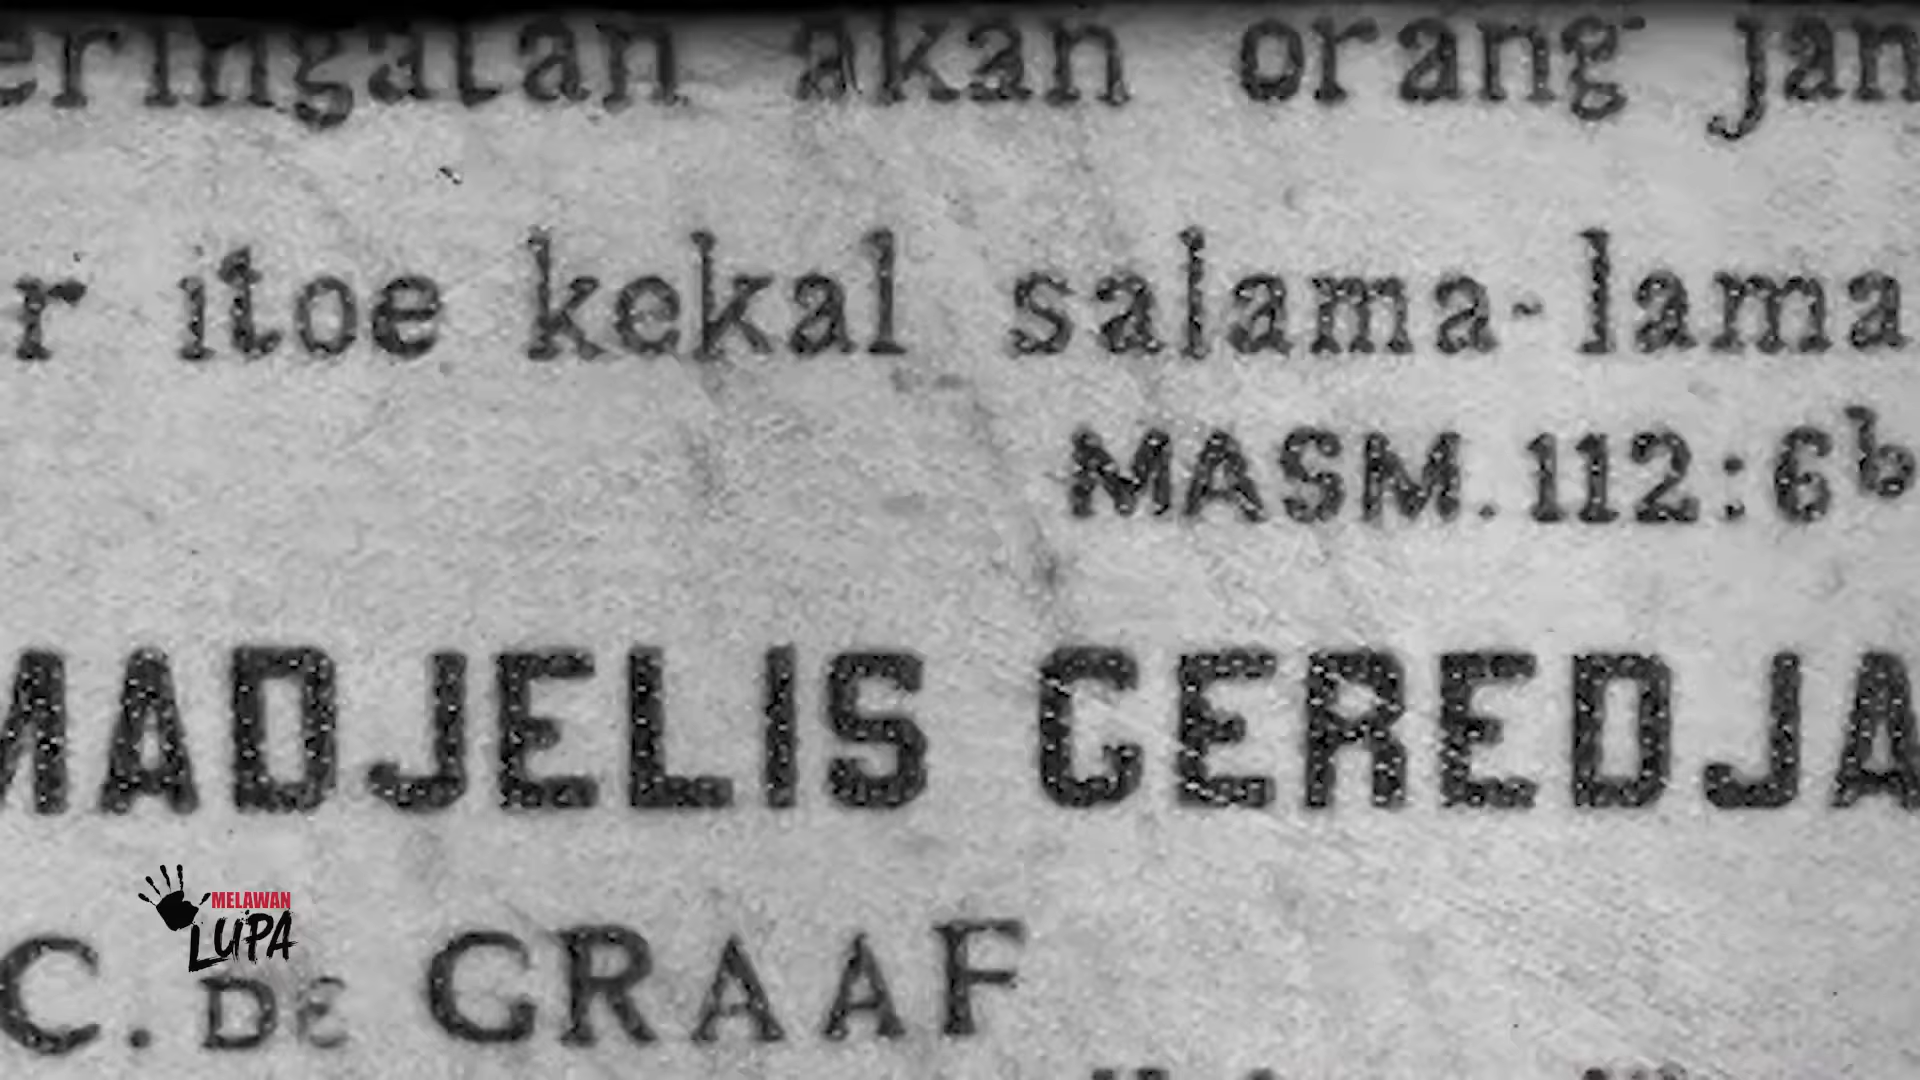 eringatan akan orang jan
r itoe kekal salama-lama
MASM. 112:6b
MADJELIS GEREDJA
MELAWAN
LUPA
C. DE GRAAF